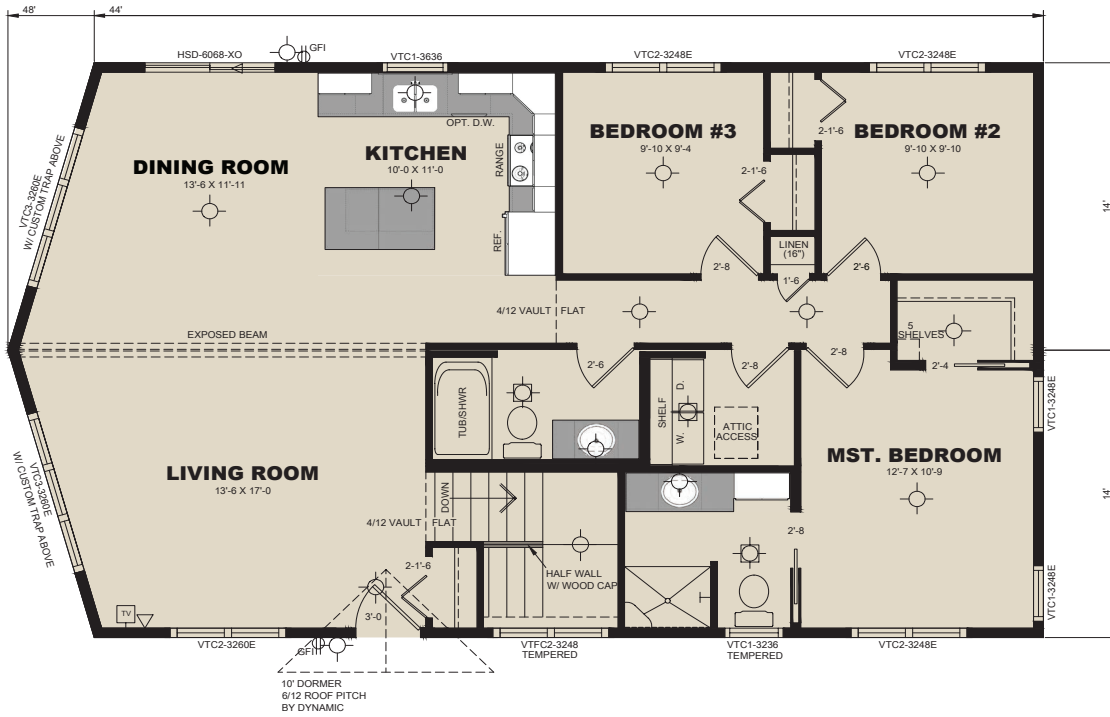 48'
44'
HSD-6068-XO
GFI
VTC1-3636
VTC2-3248E
VTC2-3248E
OPT. D.W.
RANGE
KITCHEN
10'-0 X 11'-0
DINING ROOM
13'-6 X 11'-11
VTC3-3260E
W/ CUSTOM TRAP ABOVE
REF.
BEDROOM #3
9'-10 X 9'-4
2-1'-6
BEDROOM #2
9'-10 X 9'-10
2-1'-6
14'
LINEN
(16")
2'-8
1'-6
2'-6
4/12 VAULT
FLAT
EXPOSED BEAM
5
SHELVES
2'-6
2'-8
2'-8
2'-4
TUB/SHWR
SHELF
D.
W.
ATTIC
ACCESS
VTC1-3248E
MST. BEDROOM
12'-7 X 10'-9
LIVING ROOM
13'-6 X 17'-0
VTC3-3260E
W/ CUSTOM TRAP ABOVE
DOWN
4/12 VAULT
FLAT
2'-8
14'
HALF WALL
W/ WOOD CAP
2-1'-6
VTC1-3248E
TV
3'-0
VTC2-3260E
GFI
VTFC2-3248
TEMPERED
VTC1-3236
TEMPERED
VTC2-3248E
10' DORMER
6/12 ROOF PITCH
BY DYNAMIC